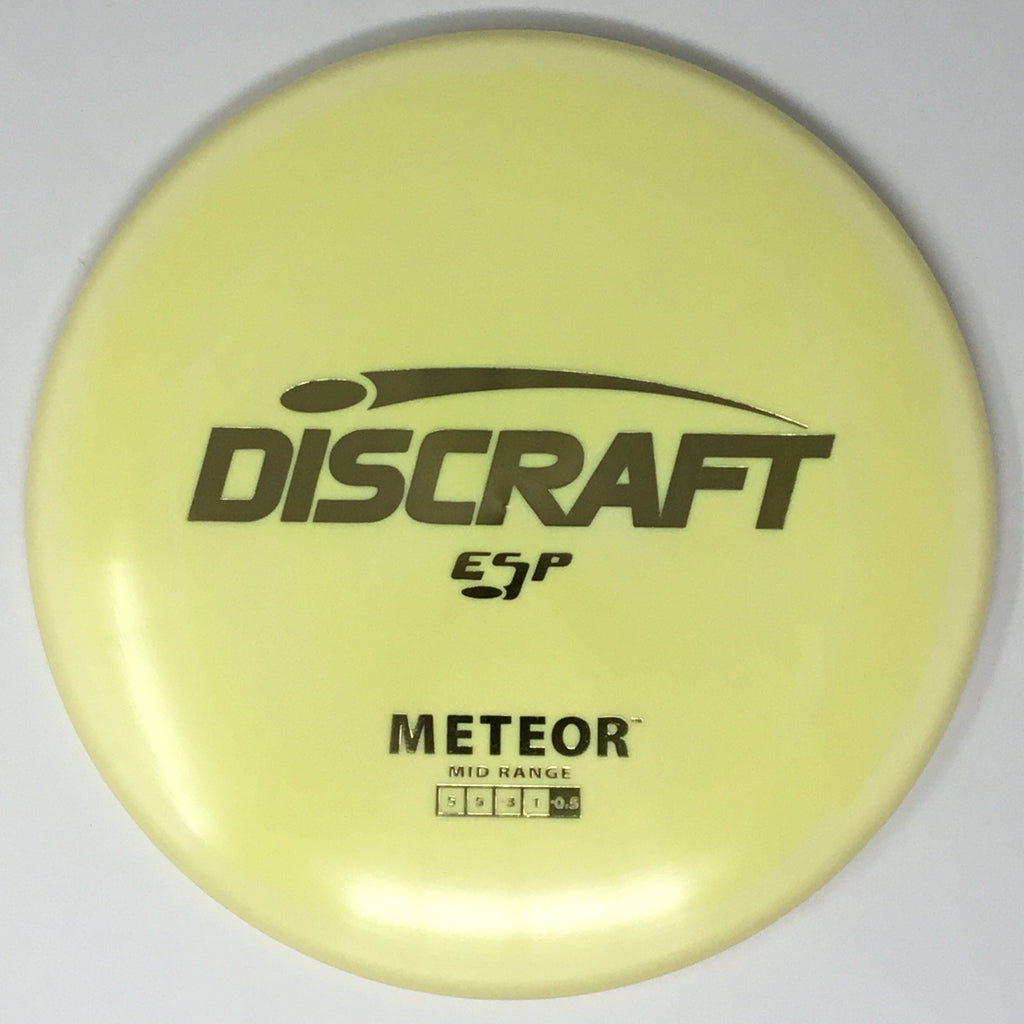 DISCRAFT
ESP
METEOR™
MID RANGE
5 5 -3 1 -0.5